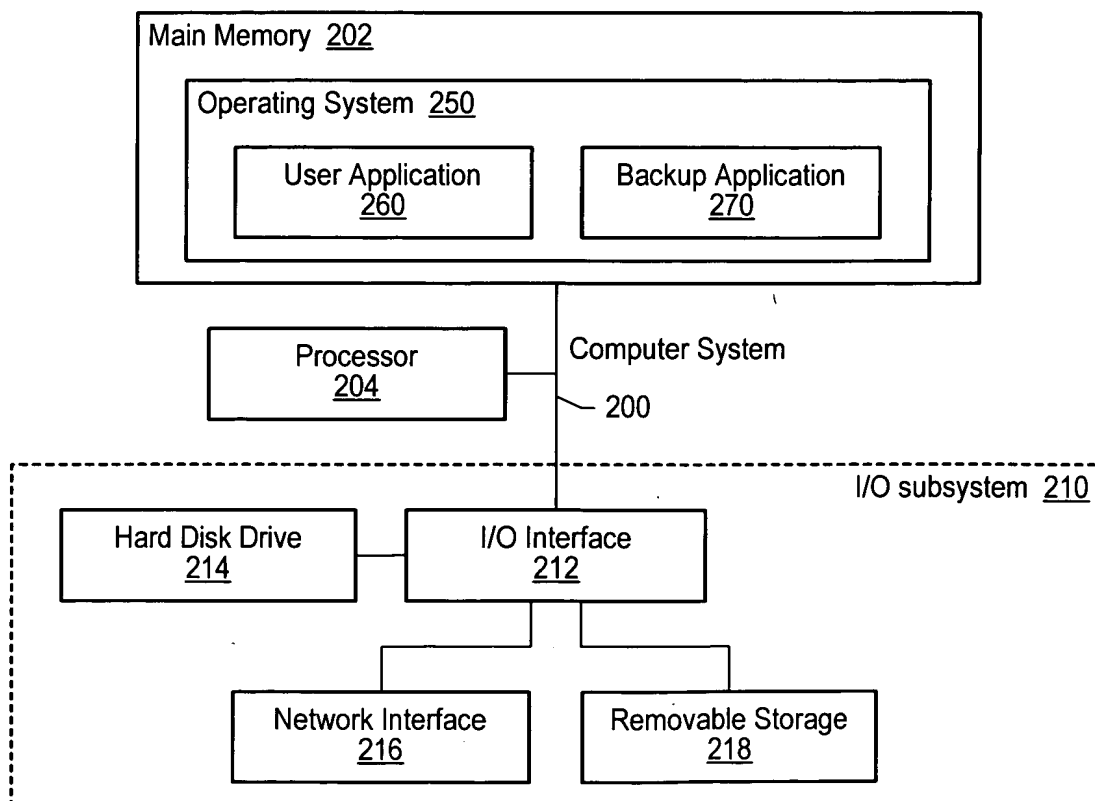 Main Memory 202
Operating System 250
User Application
260
Backup Application
270
Processor
204
Computer System
200
I/O subsystem 210
Hard Disk Drive
214
I/O Interface
212
Network Interface
216
Removable Storage
218